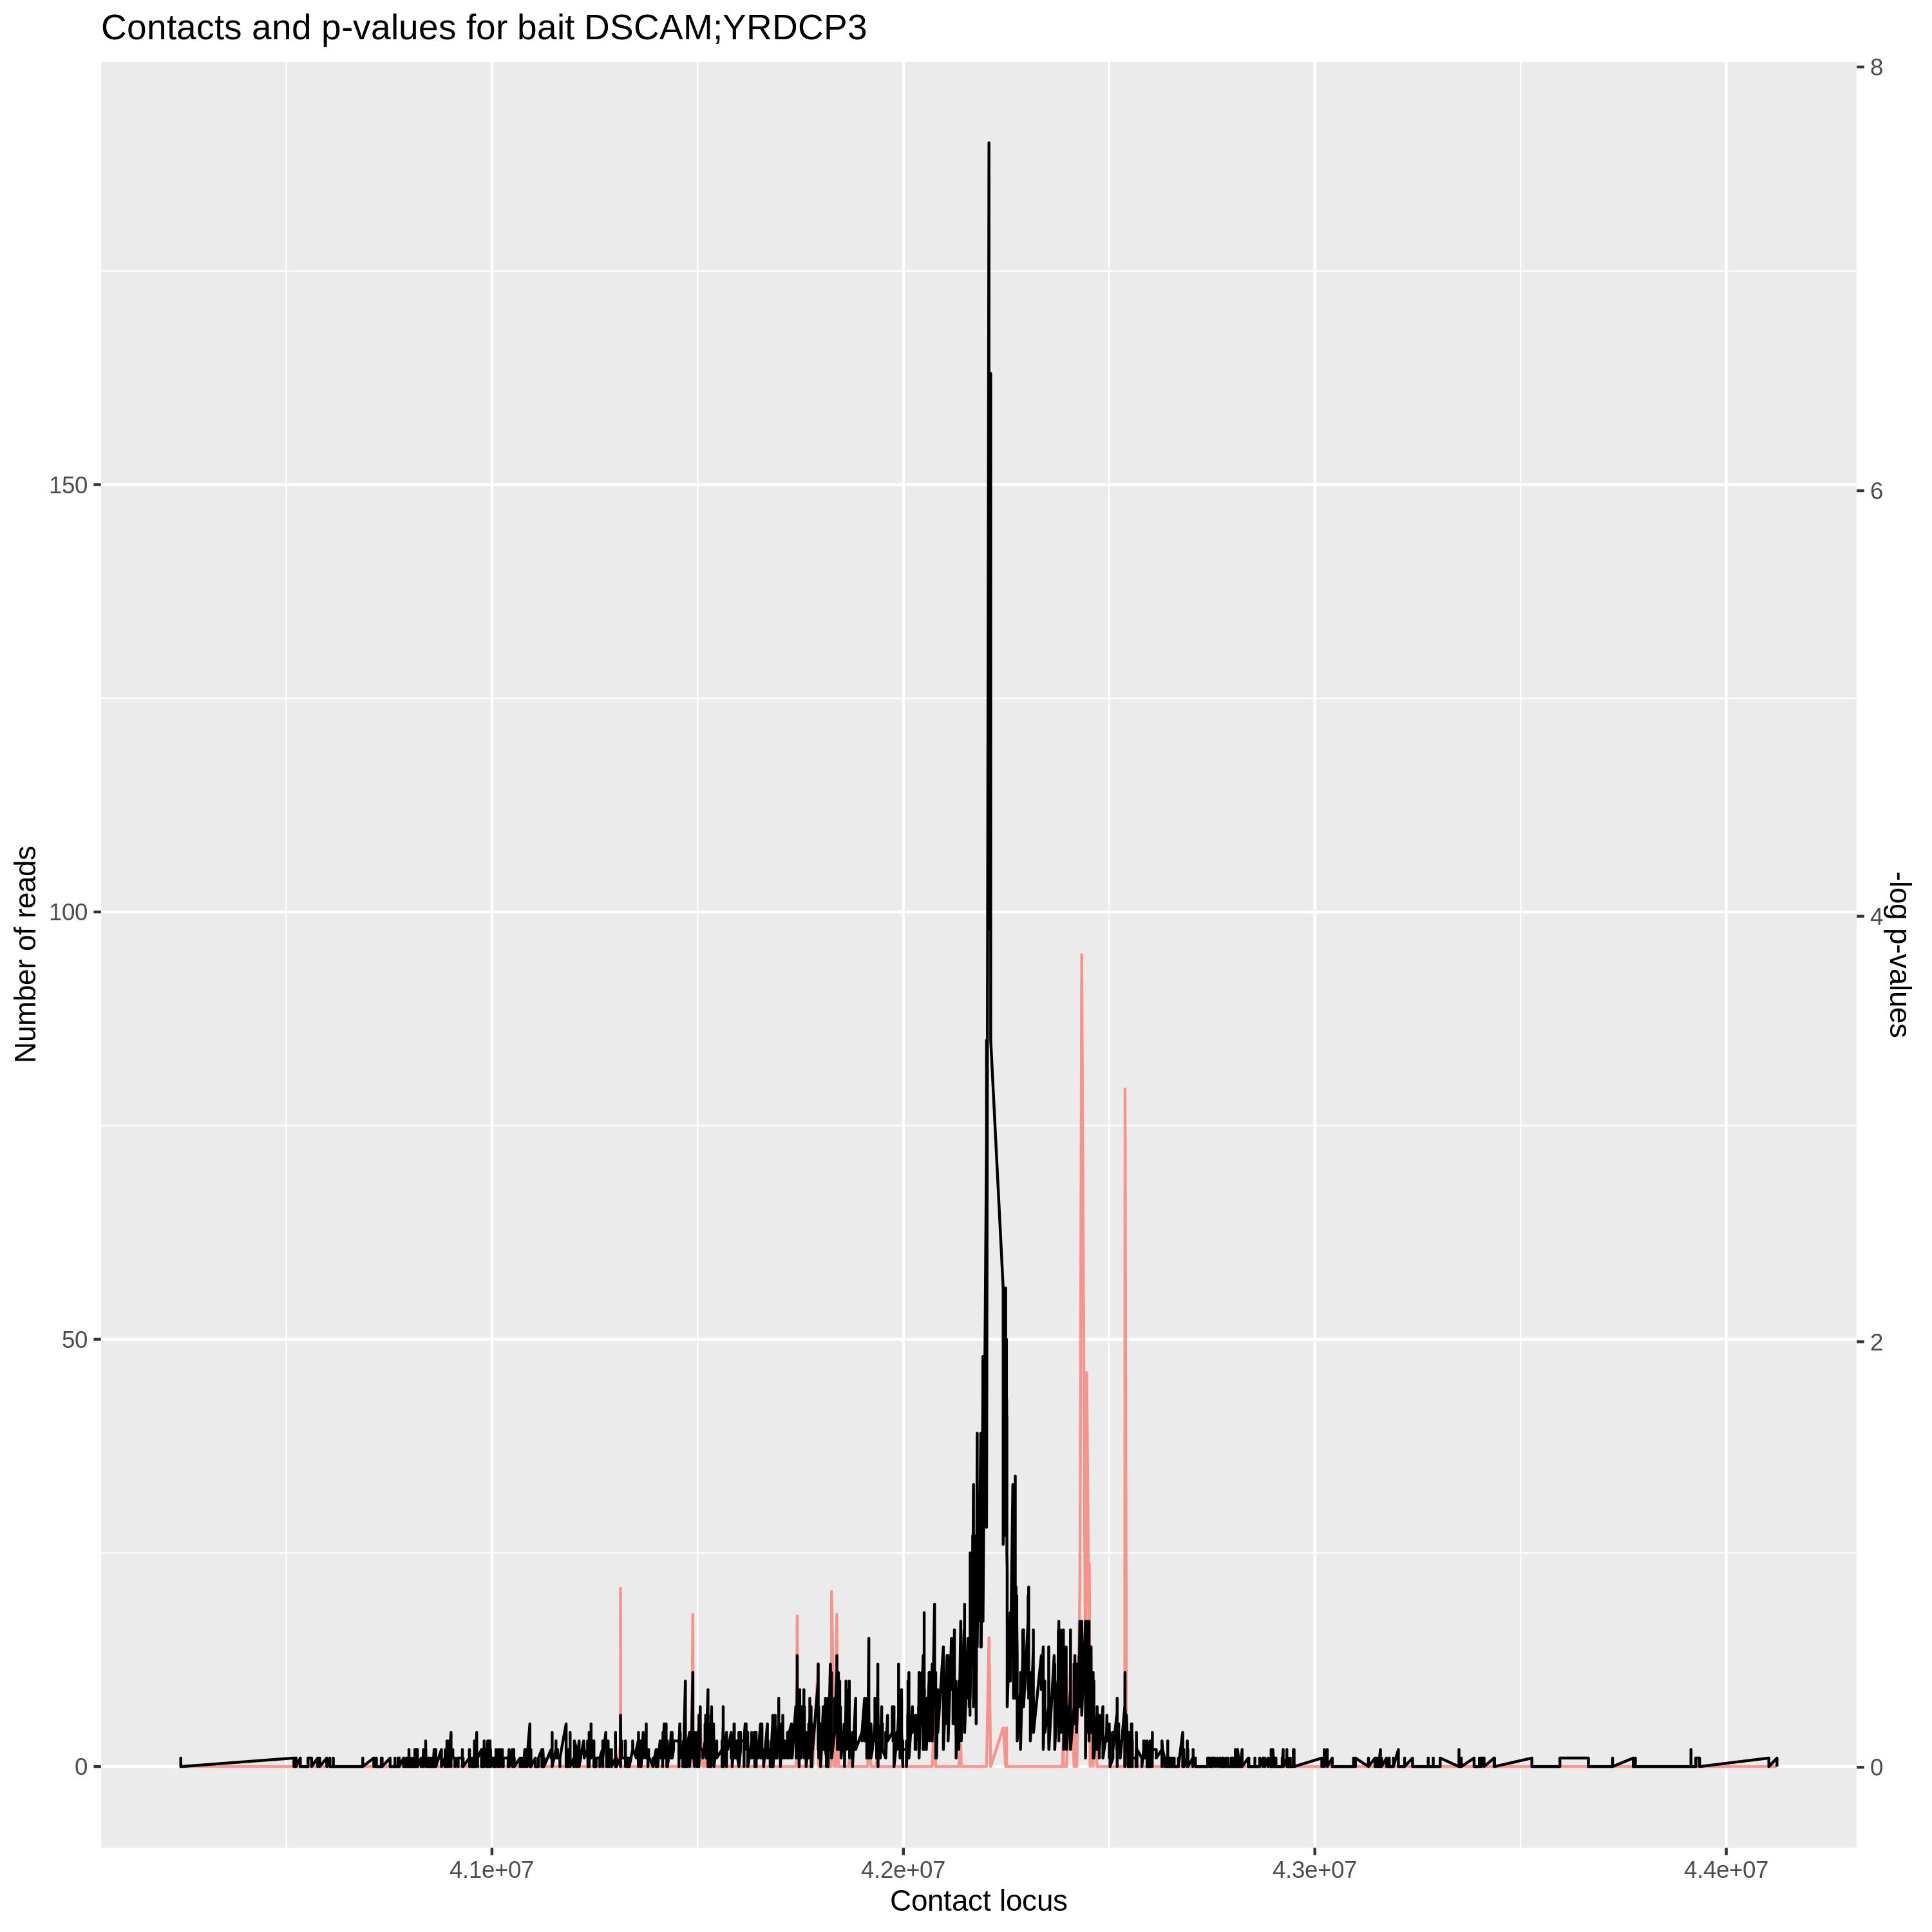 Contacts and p-values for bait DSCAM;YRDCP3
Number of reads
150
100
50
0
8
6
4
2
0
-log p-values
4.1e+07
4.2e+07
4.3e+07
4.4e+07
Contact locus